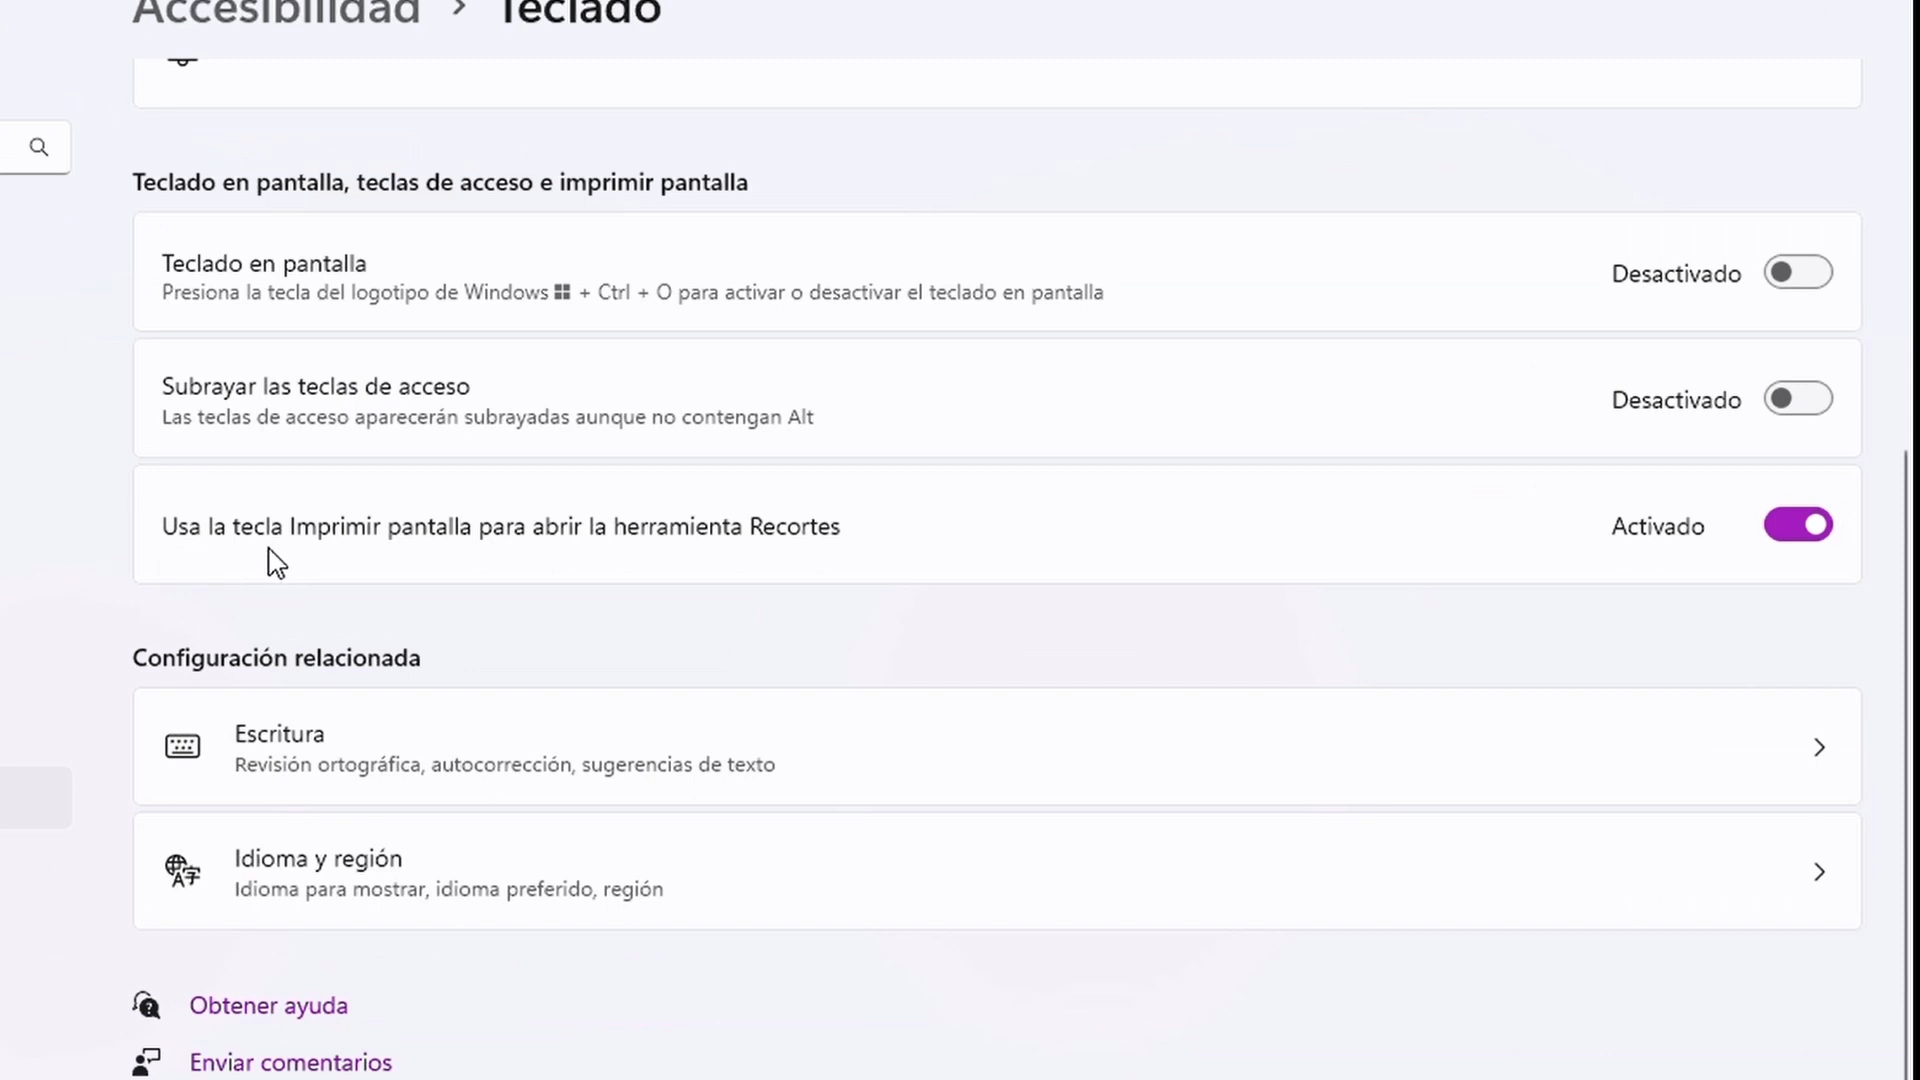 Accesibilidad > Teclado
Teclado en pantalla, teclas de acceso e imprimir pantalla
Teclado en pantalla
Presiona la tecla del logotipo de Windows + Ctrl + O para activar o desactivar el teclado en pantalla
Desactivado
Subrayar las teclas de acceso
Las teclas de acceso aparecerán subrayadas aunque no contengan Alt
Desactivado
Usa la tecla Imprimir pantalla para abrir la herramienta Recortes
Activado
Configuración relacionada
Escritura
Revisión ortográfica, autocorrección, sugerencias de texto
Idioma y región
Idioma para mostrar, idioma preferido, región
Obtener ayuda
Enviar comentarios